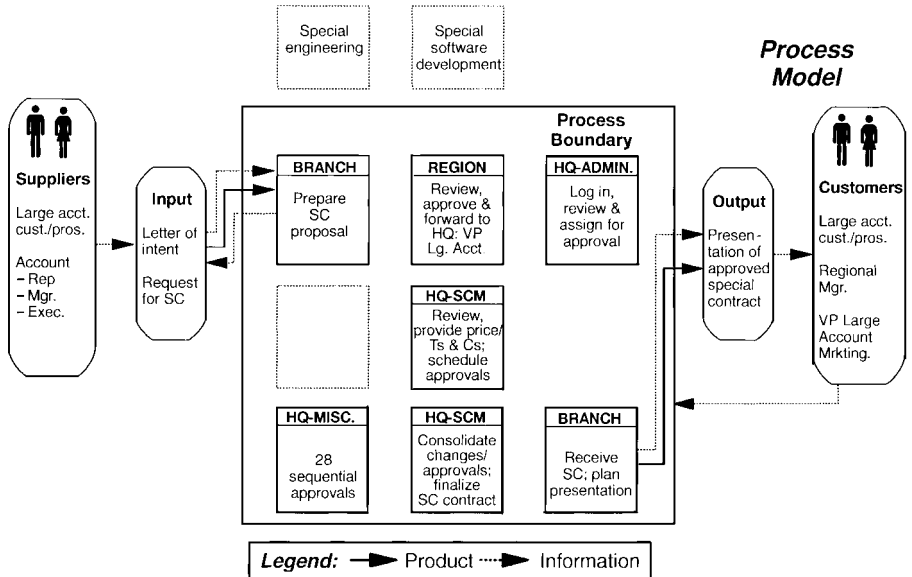 Special
engineering
Special
software
development
Process
Model
Suppliers
Large acct.
cust./pros.
Account
– Rep
– Mgr.
– Exec.
Input
Letter of
intent
Request
for SC
Process
Boundary
BRANCH
Prepare
SC
proposal
REGION
Review,
approve &
forward to
HQ: VP
Lg. Acct.
HQ-ADMIN.
Log in,
review &
assign for
approval
HQ-SCM
Review,
provide price/
Ts & Cs;
schedule
approvals
HQ-MISC.
28
sequential
approvals
HQ-SCM
Consolidate
changes/
approvals;
finalize
SC contract
BRANCH
Receive
SC; plan
presentation
Output
Presen-
tation of
approved
special
contract
Customers
Large acct.
cust./pros.
Regional
Mgr.
VP Large
Account
Mrkting.
Legend: Product Information